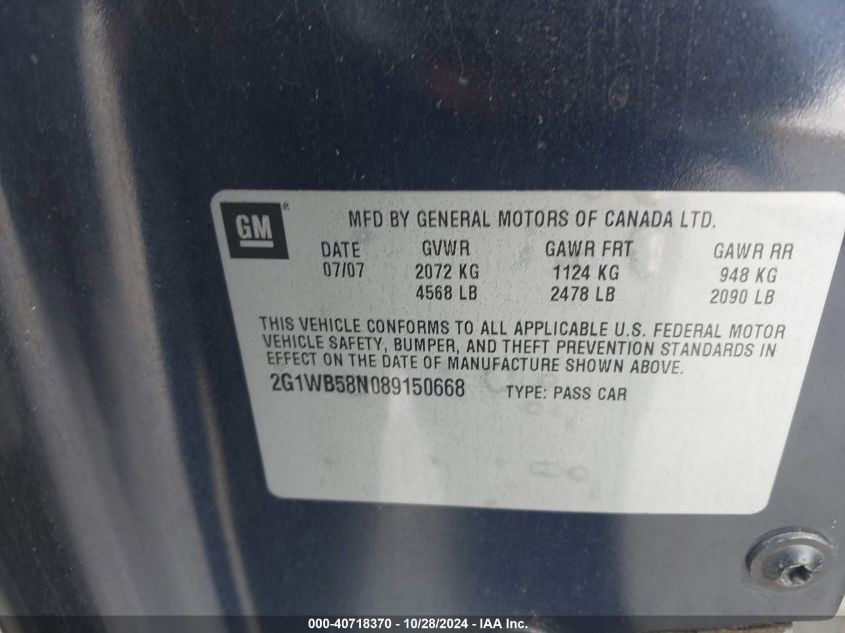 GM®
MFD BY GENERAL MOTORS OF CANADA LTD.
DATE GVWR GAWR FRT GAWR RR
07/07 2072 KG 1124 KG 948 KG
4568 LB 2478 LB 2090 LB
THIS VEHICLE CONFORMS TO ALL APPLICABLE U.S. FEDERAL MOTOR
VEHICLE SAFETY, BUMPER, AND THEFT PREVENTION STANDARDS IN
EFFECT ON THE DATE OF MANUFACTURE SHOWN ABOVE.
2G1WB58N089150668 TYPE: PASS CAR
000-40718370 - 10/28/2024 - IAA Inc.